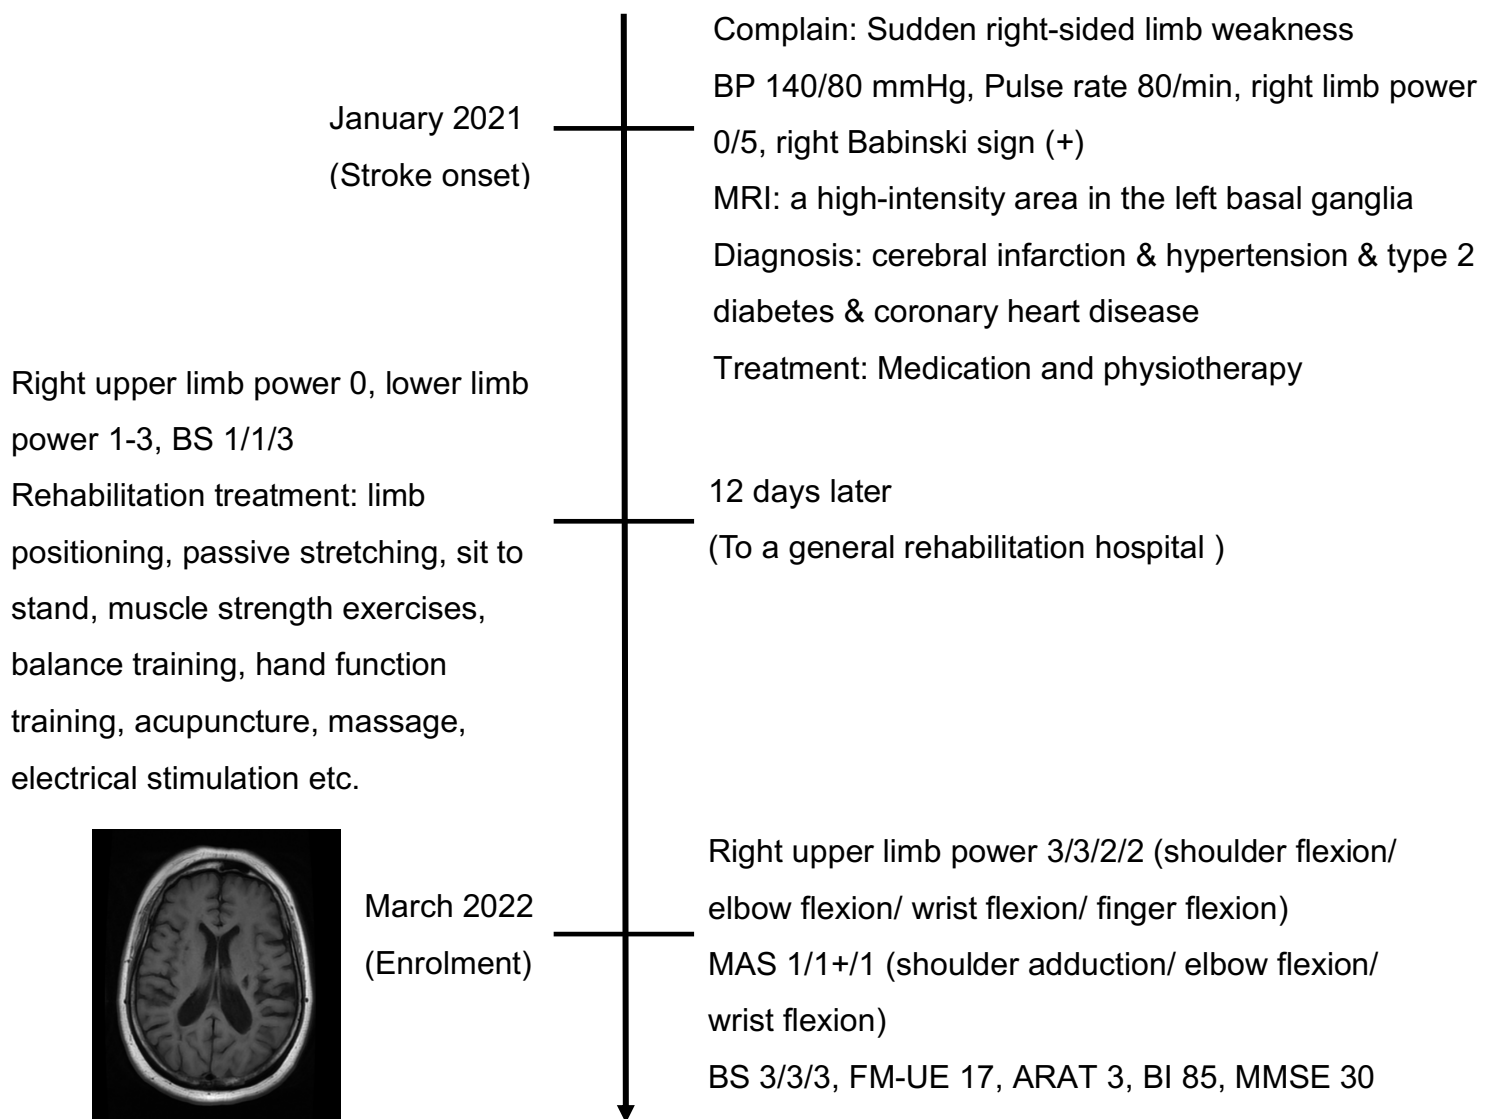 Complain: Sudden right-sided limb weakness
BP 140/80 mmHg, Pulse rate 80/min, right limb power
0/5, right Babinski sign (+)
MRI: a high-intensity area in the left basal ganglia
Diagnosis: cerebral infarction & hypertension & type 2
diabetes & coronary heart disease
Treatment: Medication and physiotherapy
January 2021
(Stroke onset)
Right upper limb power 0, lower limb
power 1-3, BS 1/1/3
Rehabilitation treatment: limb
positioning, passive stretching, sit to
stand, muscle strength exercises,
balance training, hand function
training, acupuncture, massage,
electrical stimulation etc.
12 days later
(To a general rehabilitation hospital )
March 2022
(Enrolment)
Right upper limb power 3/3/2/2 (shoulder flexion/
elbow flexion/ wrist flexion/ finger flexion)
MAS 1/1+/1 (shoulder adduction/ elbow flexion/
wrist flexion)
BS 3/3/3, FM-UE 17, ARAT 3, BI 85, MMSE 30